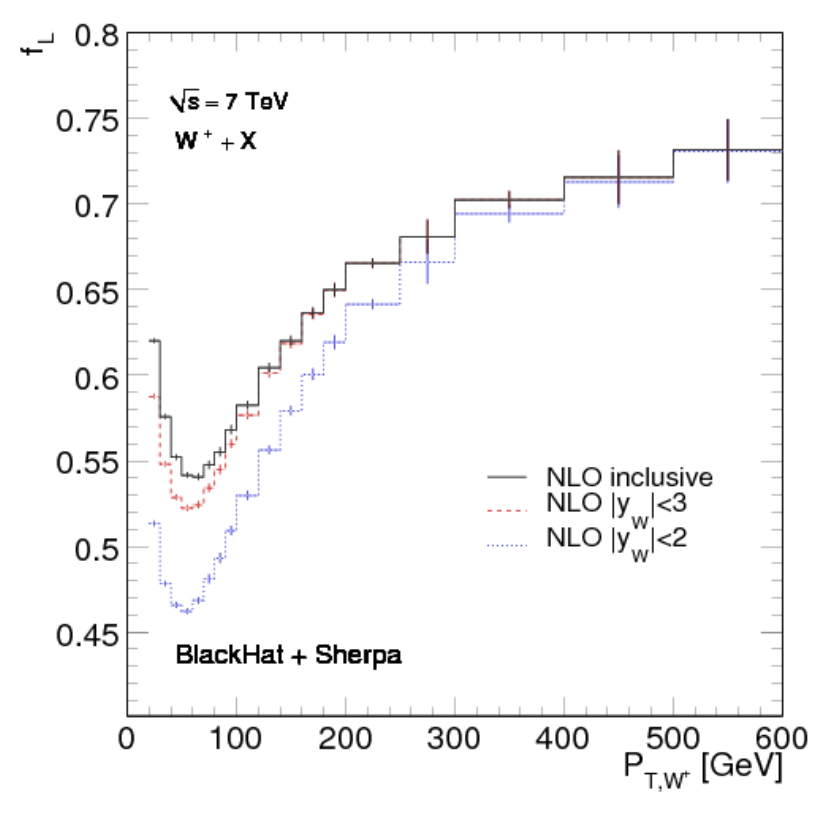 f_L
0.8
0.75
0.7
0.65
0.6
0.55
0.5
0.45
√s = 7 TeV
W⁺ + X
NLO inclusive
NLO |y_W|<3
NLO |y_W|<2
BlackHat + Sherpa
0 100 200 300 400 500 600
P_T,W⁺ [GeV]